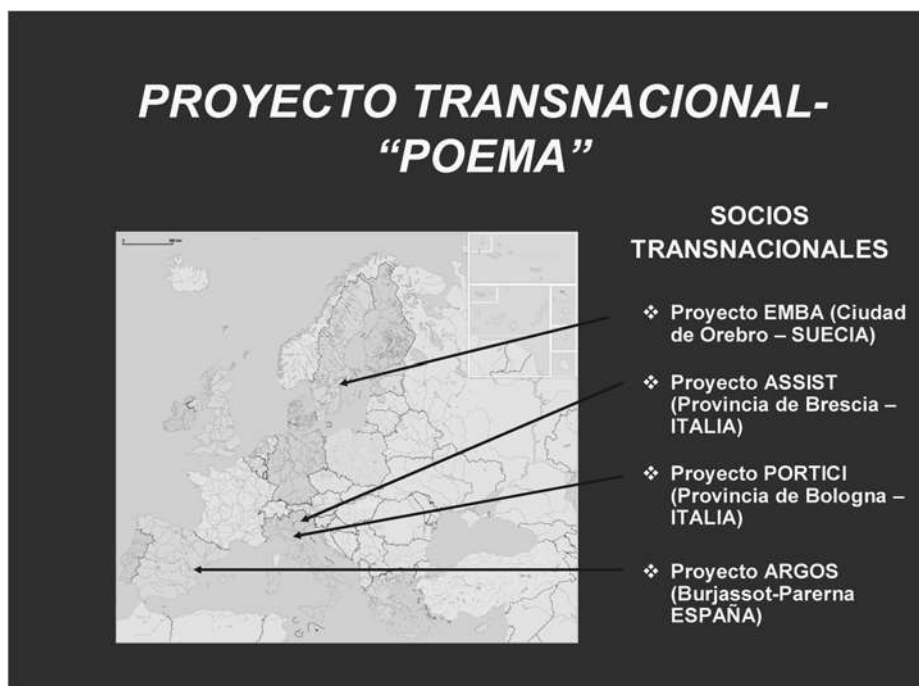 PROYECTO TRANSNACIONAL-
“POEMA”
SOCIOS
TRANSNACIONALES
❖ Proyecto EMBA (Ciudad
de Orebro – SUECIA)
❖ Proyecto ASSIST
(Provincia de Brescia –
ITALIA)
❖ Proyecto PORTICI
(Provincia de Bologna –
ITALIA)
❖ Proyecto ARGOS
(Burjassot-Parerna
ESPAÑA)